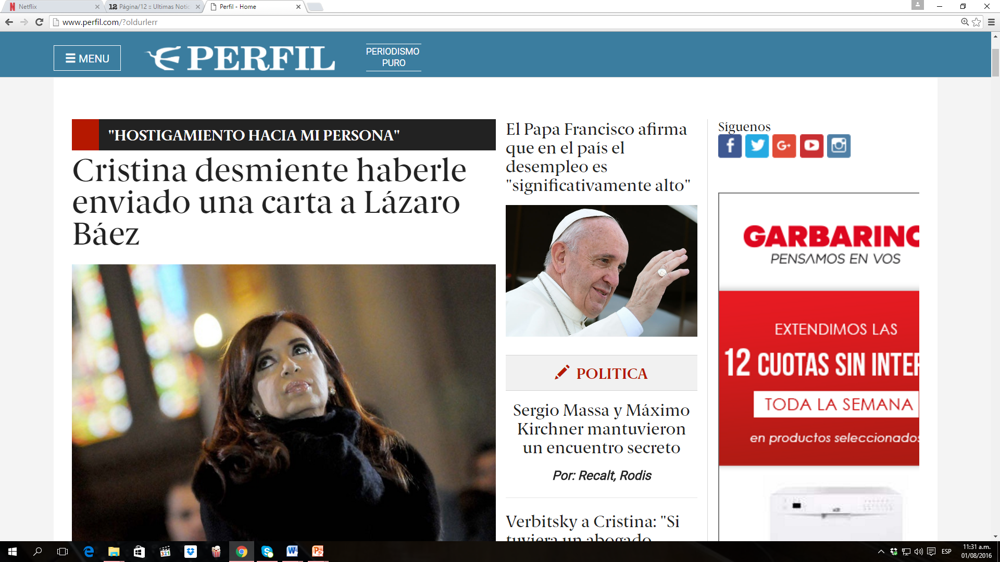 Netflix
Página/12 :: Ultimas Notic
Perfil - Home
www.perfil.com/?oldurlerr
MENU
PERFIL
PERIODISMO
PURO
"HOSTIGAMIENTO HACIA MI PERSONA"
Cristina desmiente haberle
enviado una carta a Lázaro
Báez
El Papa Francisco afirma
que en el país el
desempleo es
"significativamente alto"
POLITICA
Sergio Massa y Máximo
Kirchner mantuvieron
un encuentro secreto
Por: Recalt, Rodis
Verbitsky a Cristina: "Si
tuviera un abogado
Síguenos
GARBARINO
PENSAMOS EN VOS
EXTENDIMOS LAS
12 CUOTAS SIN INTER
TODA LA SEMANA
en productos seleccionados
ESP
11:31 a.m.
01/08/2016